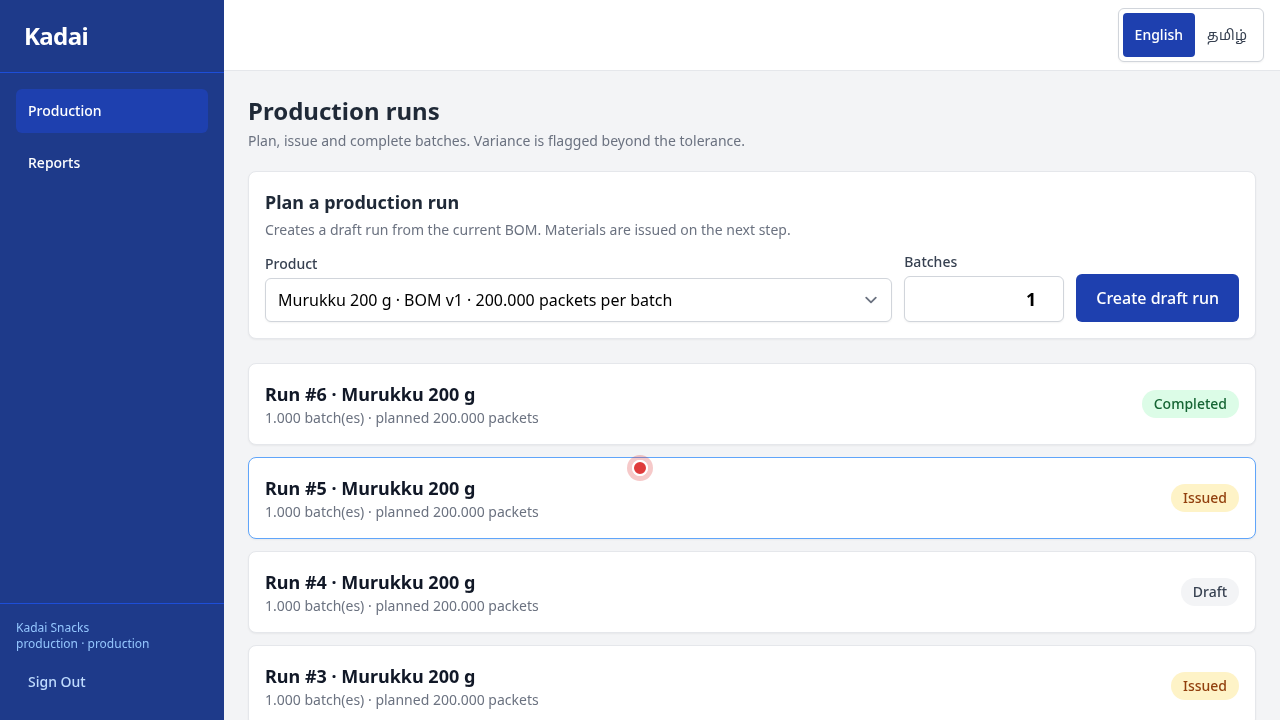 Kadai
English
தமிழ்
Production
Reports
Production runs
Plan, issue and complete batches. Variance is flagged beyond the tolerance.
Plan a production run
Creates a draft run from the current BOM. Materials are issued on the next step.
Product
Batches
Murukku 200 g · BOM v1 · 200.000 packets per batch
1
Create draft run
Run #6 · Murukku 200 g
1.000 batch(es) · planned 200.000 packets
Completed
Run #5 · Murukku 200 g
1.000 batch(es) · planned 200.000 packets
Issued
Run #4 · Murukku 200 g
1.000 batch(es) · planned 200.000 packets
Draft
Run #3 · Murukku 200 g
1.000 batch(es) · planned 200.000 packets
Issued
Kadai Snacks
production · production
Sign Out